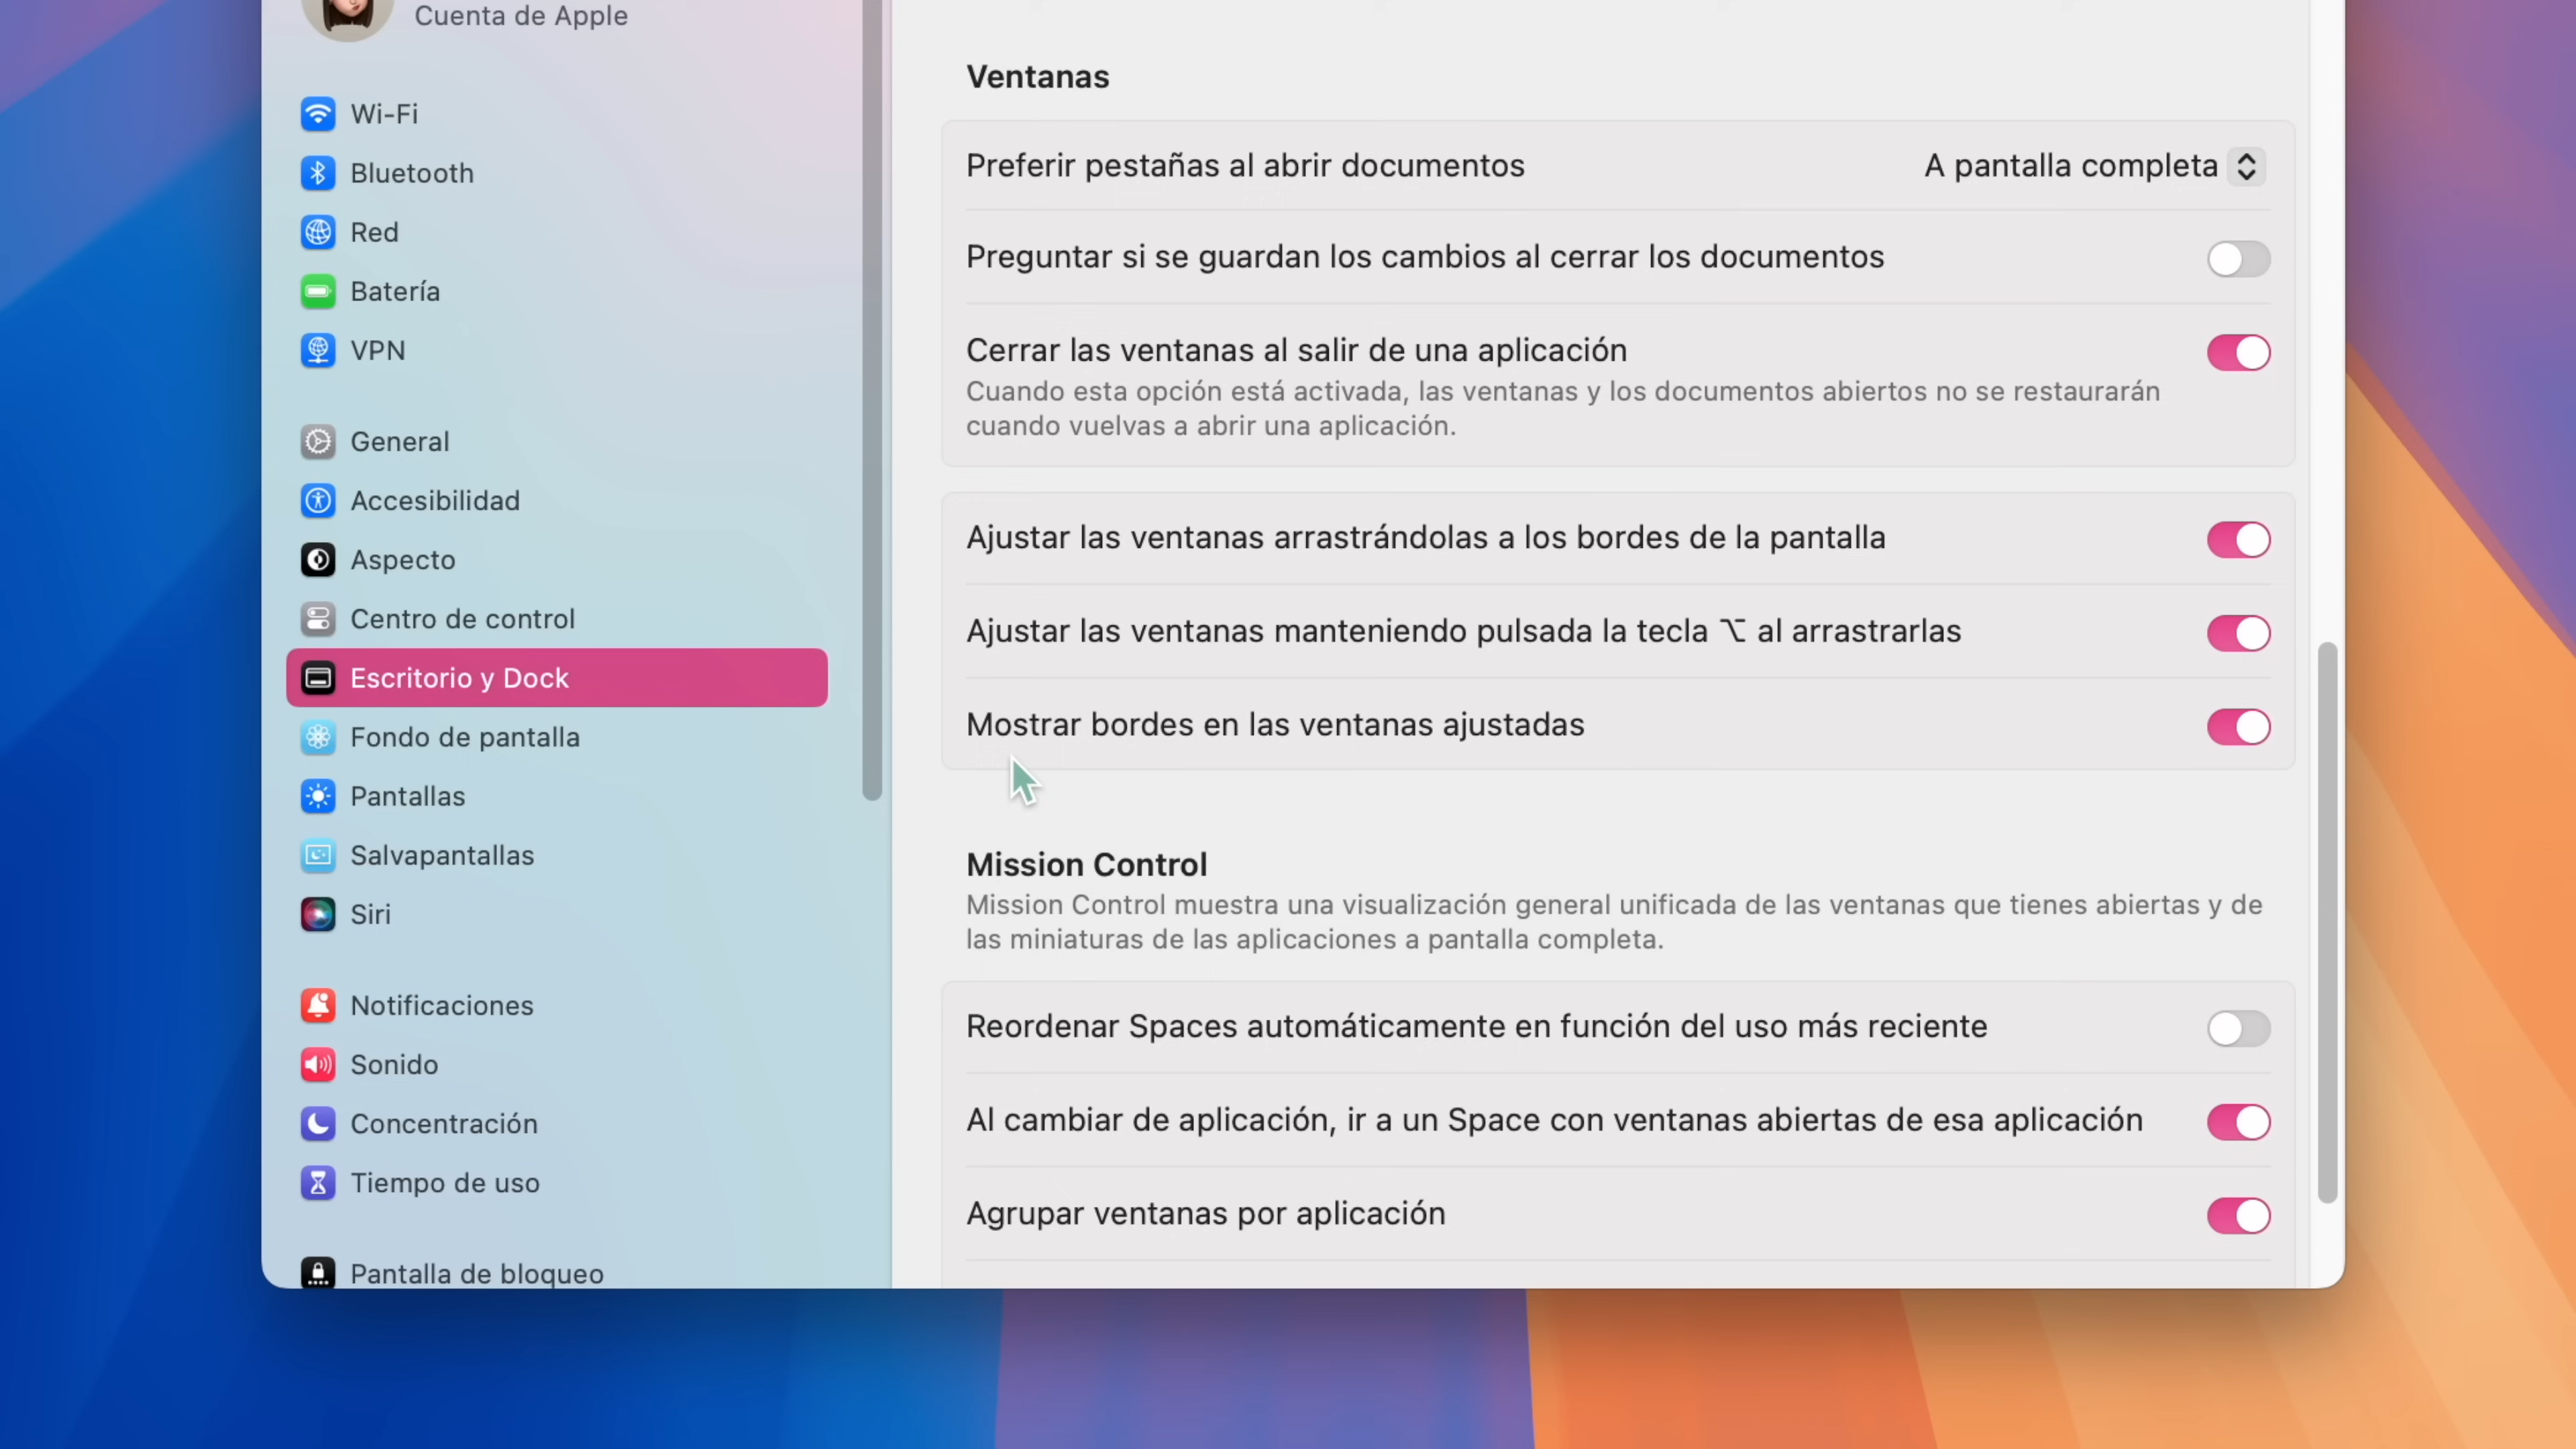 Cuenta de Apple
Wi-Fi
Bluetooth
Red
Batería
VPN
General
Accesibilidad
Aspecto
Centro de control
Escritorio y Dock
Fondo de pantalla
Pantallas
Salvapantallas
Siri
Notificaciones
Sonido
Concentración
Tiempo de uso
Pantalla de bloqueo
Ventanas
Preferir pestañas al abrir documentos
A pantalla completa
Preguntar si se guardan los cambios al cerrar los documentos
Cerrar las ventanas al salir de una aplicación
Cuando esta opción está activada, las ventanas y los documentos abiertos no se restaurarán
cuando vuelvas a abrir una aplicación.
Ajustar las ventanas arrastrándolas a los bordes de la pantalla
Ajustar las ventanas manteniendo pulsada la tecla ⌥ al arrastrarlas
Mostrar bordes en las ventanas ajustadas
Mission Control
Mission Control muestra una visualización general unificada de las ventanas que tienes abiertas y de
las miniaturas de las aplicaciones a pantalla completa.
Reordenar Spaces automáticamente en función del uso más reciente
Al cambiar de aplicación, ir a un Space con ventanas abiertas de esa aplicación
Agrupar ventanas por aplicación